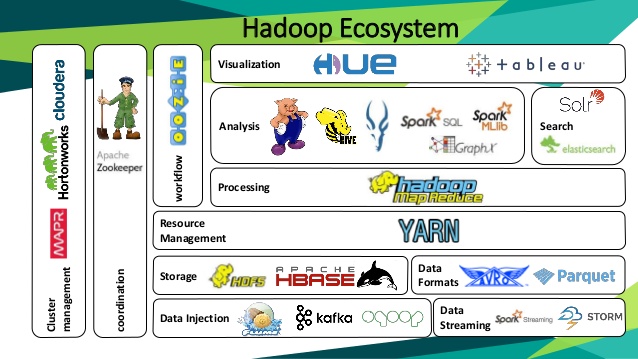 Hadoop Ecosystem
Cluster
management
MAPR
Hortonworks
cloudera
coordination
Apache
Zookeeper
workflow
OOZIE
Visualization
HUE
+ableau
Analysis
HIVE
Spark SQL
Spark
MLlib
GraphX
Solr
Search
elasticsearch
Processing
hadoop
Map Reduce
Resource
Management
YARN
Storage
HDFS
APACHE
HBASE
Data
Formats
AVRO
Parquet
Data Injection
Flume
kafka
sqoop
Data
Streaming
Spark Streaming
STORM